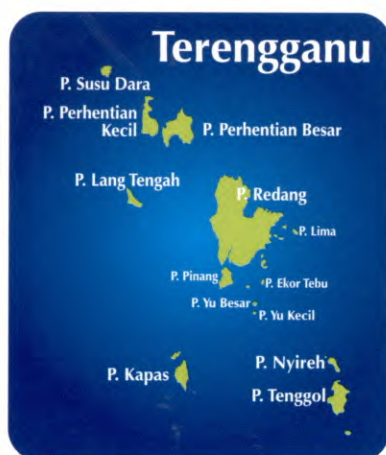 Terengganu
P. Susu Dara
P. Perhentian
Kecil
P. Perhentian Besar
P. Lang Tengah
P. Redang
P. Lima
P. Pinang
P. Ekor Tebu
P. Yu Besar
P. Yu Kecil
P. Kapas
P. Nyireh
P. Tenggol